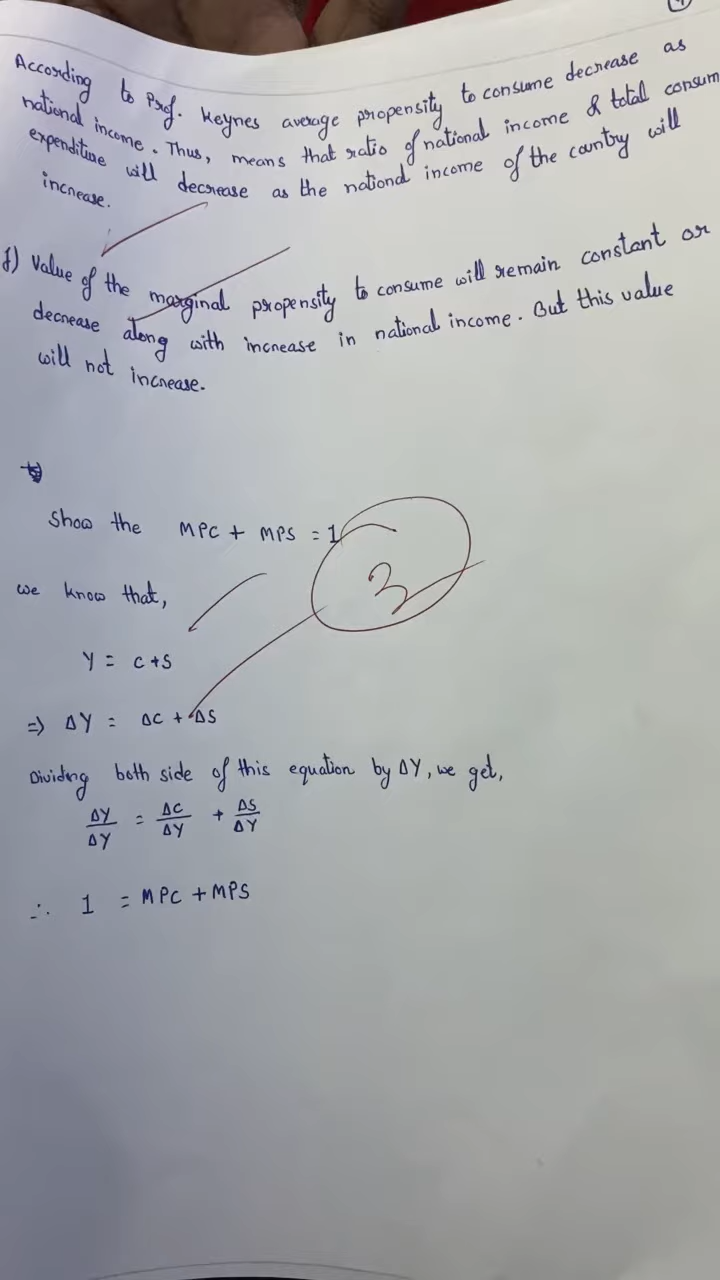 According to Prof. Keynes average propensity to consume decrease as
national income. Thus, means that ratio of national income & total consum
expenditure will decrease as the national income of the country will
increase.
f) Value of the marginal propensity to consume will remain constant or
decrease along with increase in national income. But this value
will not increase.
Show the MPC + MPS = 1
3
we know that,
Y = C+S
=> ΔY = ΔC + ΔS
Dividing both side of this equation by ΔY, we get,
ΔY/ΔY = ΔC/ΔY + ΔS/ΔY
∴ 1 = MPC + MPS